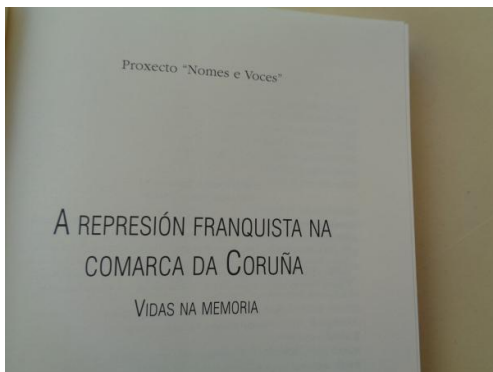 Proxecto "Nomes e Voces"
A REPRESIÓN FRANQUISTA NA
COMARCA DA CORUÑA
VIDAS NA MEMORIA